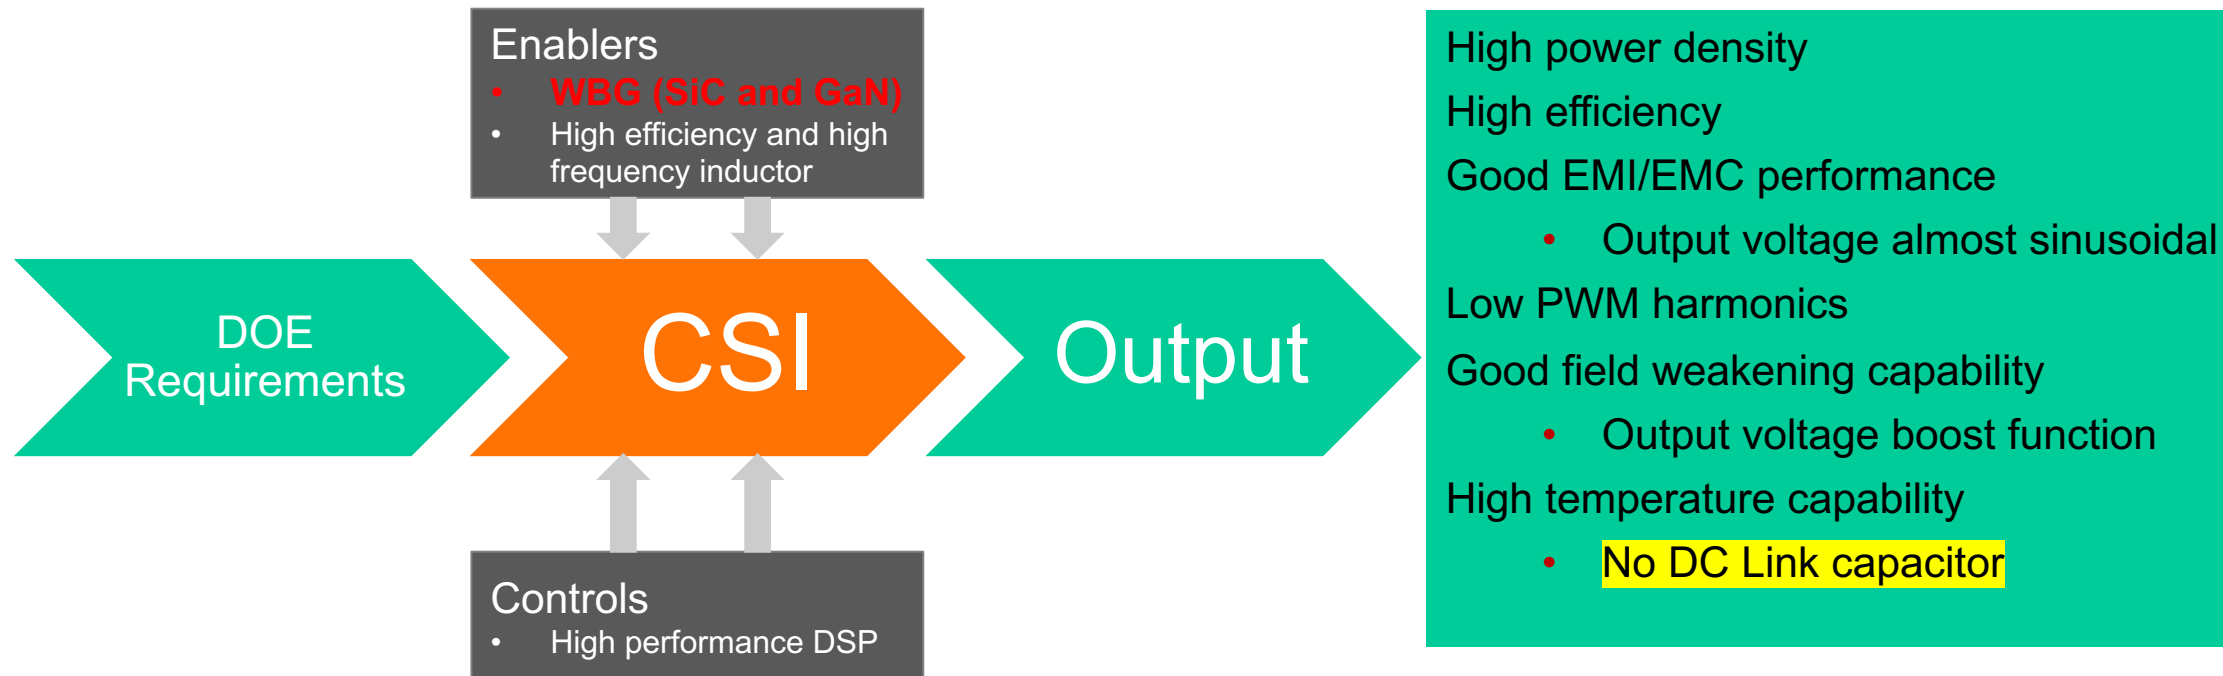 Enablers
• WBG (SiC and GaN)
• High efficiency and high
frequency inductor
DOE
Requirements
CSI
Output
Controls
• High performance DSP
High power density
High efficiency
Good EMI/EMC performance
• Output voltage almost sinusoidal
Low PWM harmonics
Good field weakening capability
• Output voltage boost function
High temperature capability
• No DC Link capacitor